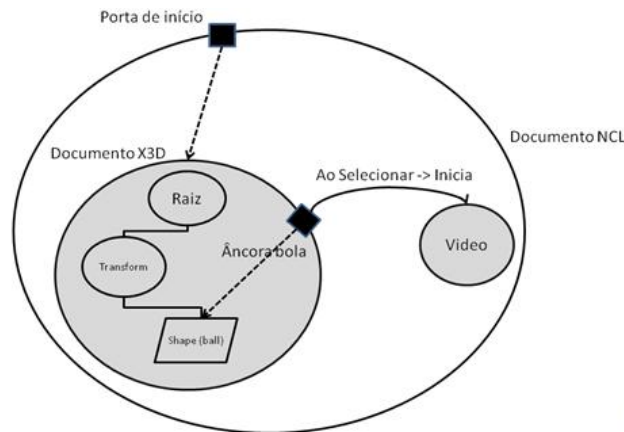 Porta de início
Documento NCL
Documento X3D
Ao Selecionar -> Inicia
Raiz
Video
Âncora bola
Transform
Shape (ball)